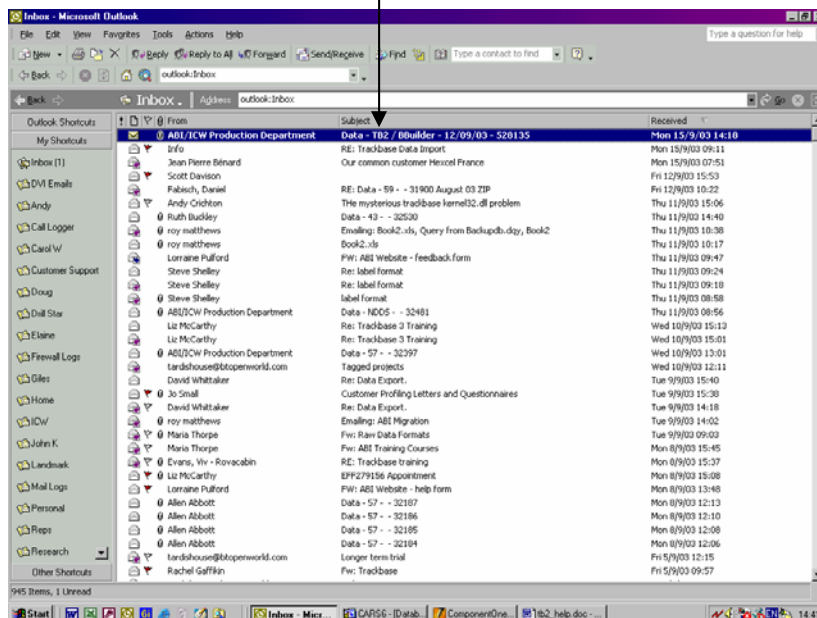 Inbox - Microsoft Outlook
File Edit View Favorites Tools Actions Help Type a question for help
New Reply Reply to All Forward Send/Receive Find Type a contact to find
Back outlook:Inbox
Back Inbox . Address outlook:Inbox Go
Outlook Shortcuts
My Shortcuts
Inbox (1)
DVI Emails
Andy
Call Logger
Carol W
Customer Support
Doug
Drill Star
Elaine
Firewall Logs
Giles
Home
ICW
John K
Landmark
Mail Logs
Personal
Reps
Research
Other Shortcuts
From Subject Received
ABI/ICW Production Department Data - TB2 / BBuilder - 12/09/03 - 528135 Mon 15/9/03 14:18
Info RE: Trackbase Data Import Mon 15/9/03 09:11
Jean Pierre Bénard Our common customer Hexcel France Mon 15/9/03 07:51
Scott Davison Fri 12/9/03 15:53
Fabisch, Daniel RE: Data - 59 - - 31900 August 03 ZIP Fri 12/9/03 10:22
Andy Crichton THe mysterious trackbase kernel32.dll problem Thu 11/9/03 15:06
Ruth Buckley Data - 43 - - 32530 Thu 11/9/03 14:40
roy matthews Emailing: Book2.xls, Query from Backupdb.dqy, Book2 Thu 11/9/03 10:38
roy matthews Book2.xls Thu 11/9/03 10:17
Lorraine Pulford FW: ABI Website - feedback form Thu 11/9/03 09:47
Steve Shelley Re: label format Thu 11/9/03 09:24
Steve Shelley Re: label format Thu 11/9/03 09:18
Steve Shelley label format Thu 11/9/03 08:58
ABI/ICW Production Department Data - NDDS - - 32481 Thu 11/9/03 08:56
Liz McCarthy Re: Trackbase 3 Training Wed 10/9/03 15:13
Liz McCarthy Re: Trackbase 3 Training Wed 10/9/03 15:01
ABI/ICW Production Department Data - 57 - - 32397 Wed 10/9/03 13:01
tardishouse@btopenworld.com Tagged projects Wed 10/9/03 12:11
David Whittaker Re: Data Export. Tue 9/9/03 15:40
Jo Small Customer Profiling Letters and Questionnaires Tue 9/9/03 15:38
David Whittaker Re: Data Export. Tue 9/9/03 14:18
roy matthews Emailing: ABI Migration Tue 9/9/03 14:02
Maria Thorpe Fw: Raw Data Formats Tue 9/9/03 09:03
Maria Thorpe Fw: ABI Training Courses Mon 8/9/03 15:45
Evans, Viv - Rovacabin RE: Trackbase training Mon 8/9/03 15:37
Liz McCarthy EFP279156 Appointment Mon 8/9/03 15:08
Lorraine Pulford FW: ABI Website - help form Mon 8/9/03 13:48
Allen Abbott Data - 57 - - 32187 Mon 8/9/03 12:13
Allen Abbott Data - 57 - - 32186 Mon 8/9/03 12:10
Allen Abbott Data - 57 - - 32185 Mon 8/9/03 12:08
Allen Abbott Data - 57 - - 32184 Mon 8/9/03 12:06
tardishouse@btopenworld.com Longer term trial Fri 5/9/03 12:15
Rachel Gaffikin Fw: Trackbase Fri 5/9/03 09:57
945 Items, 1 Unread
Start Inbox - Micr... CARS6 - [Datab... ComponentOne... tb2_help.doc - ...